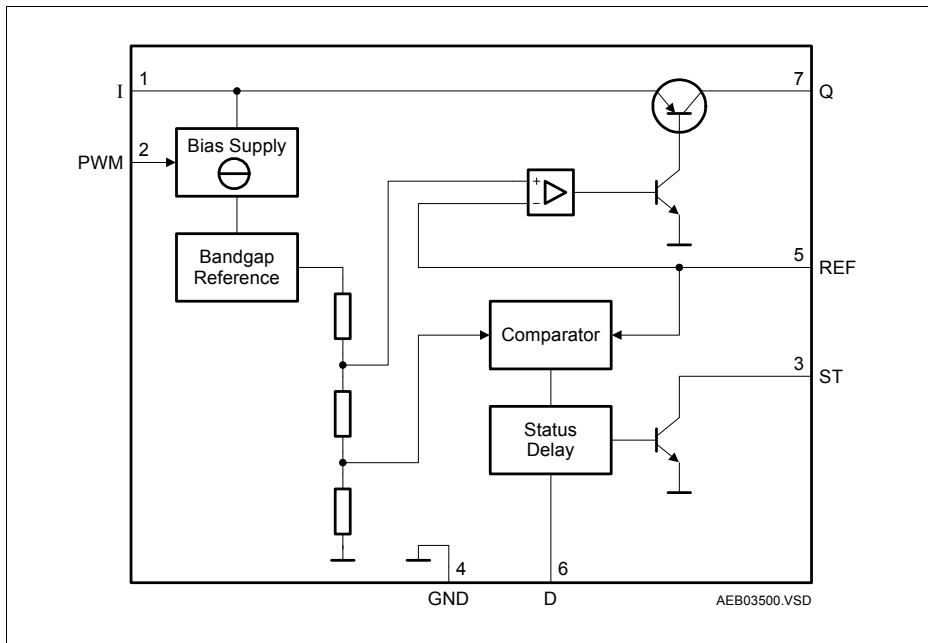 I
1
7
Q
PWM
2
Bias Supply
+
−
Bandgap
Reference
5
REF
Comparator
3
ST
Status
Delay
4
6
GND
D
AEB03500.VSD